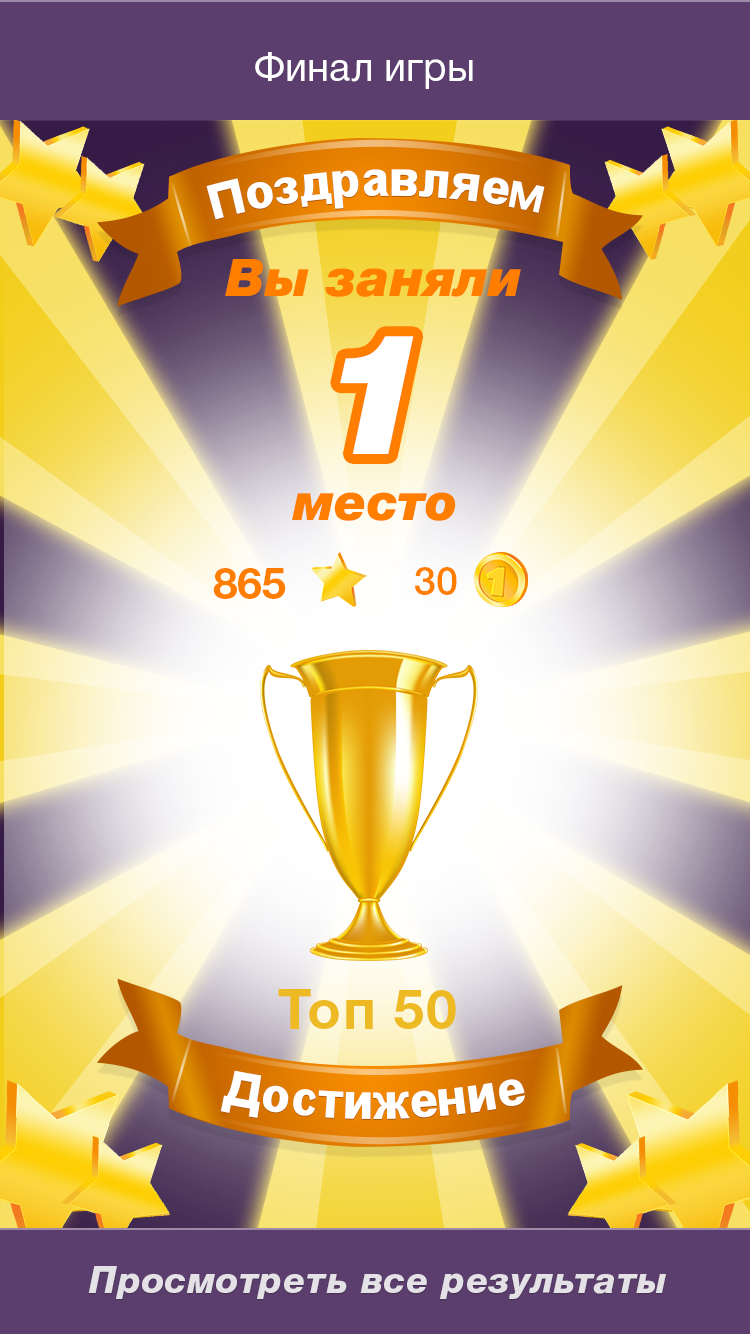 Финал игры
Поздравляем
Вы заняли
1
место
865 30 1
Топ 50
Достижение
Просмотреть все результаты